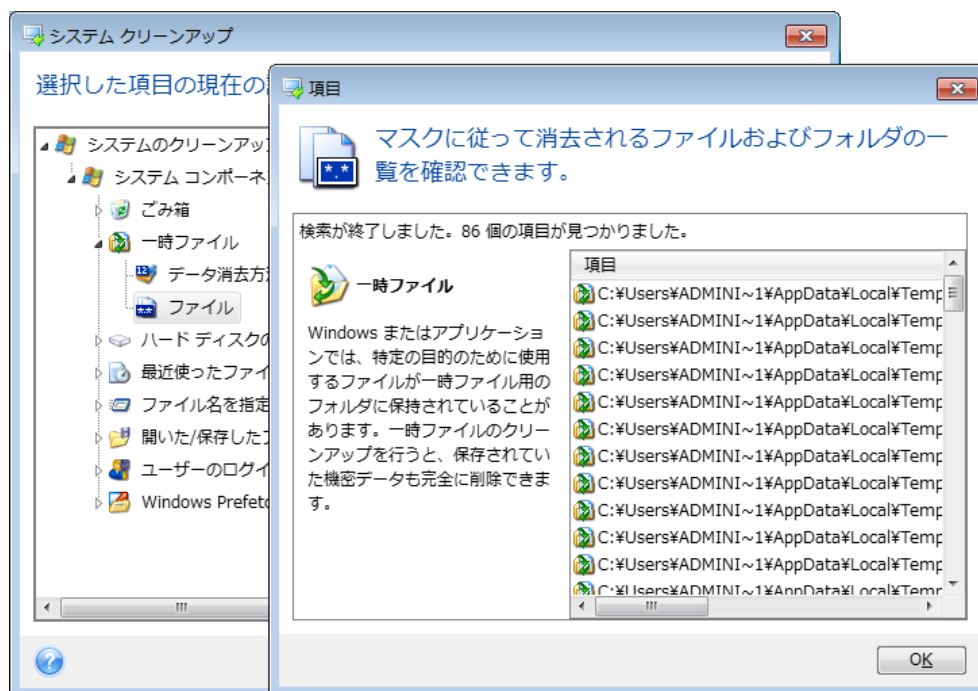 システム クリーンアップ
選択した項目の現在の
システムのクリーンアッ
システム コンポーネ
ごみ箱
一時ファイル
データ消去方
ファイル
ハード ディスクの
最近使ったファイ
ファイル名を指定
開いた/保存した
ユーザーのログイ
Windows Prefetc
項目
マスクに従って消去されるファイルおよびフォルダの一
覧を確認できます。
検索が終了しました。86 個の項目が見つかりました。
一時ファイル
Windows またはアプリケーショ
ンでは、特定の目的のために使用
するファイルが一時ファイル用の
フォルダに保持されていることが
あります。一時ファイルのクリー
ンアップを行うと、保存されてい
た機密データも完全に削除できま
す。
項目
C:¥Users¥ADMINI~1¥AppData¥Local¥Temp
C:¥Users¥ADMINI~1¥AppData¥Local¥Temp
C:¥Users¥ADMINI~1¥AppData¥Local¥Temp
C:¥Users¥ADMINI~1¥AppData¥Local¥Temp
C:¥Users¥ADMINI~1¥AppData¥Local¥Temp
C:¥Users¥ADMINI~1¥AppData¥Local¥Temp
C:¥Users¥ADMINI~1¥AppData¥Local¥Temp
C:¥Users¥ADMINI~1¥AppData¥Local¥Temp
C:¥Users¥ADMINI~1¥AppData¥Local¥Temp
C:¥Users¥ADMINI~1¥AppData¥Local¥Temp
C:¥Users¥ADMINI~1¥AppData¥Local¥Temp
C:¥Users¥ADMINI~1¥AppData¥Local¥Temp
OK